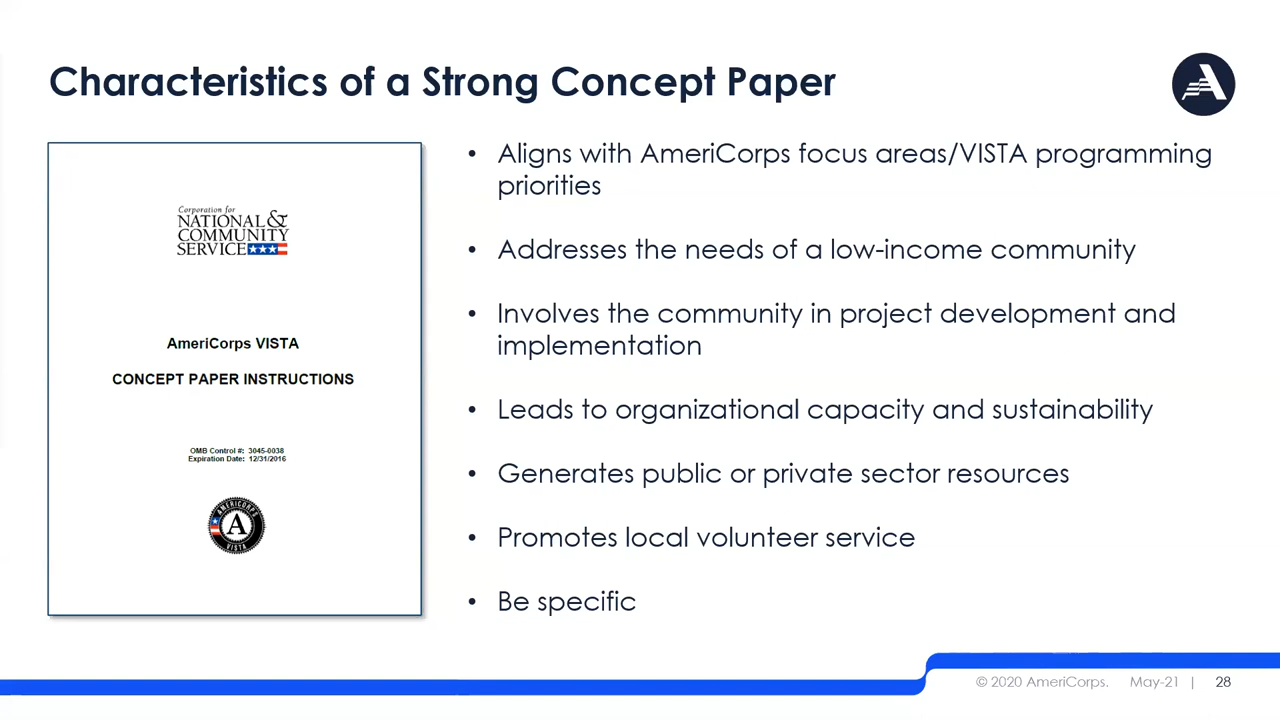 Characteristics of a Strong Concept Paper
Corporation for
NATIONAL &
COMMUNITY
SERVICE
AmeriCorps VISTA
CONCEPT PAPER INSTRUCTIONS
OMB Control #: 3045-0038
Expiration Date: 12/31/2016
AMERICORPS
A
VISTA
• Aligns with AmeriCorps focus areas/VISTA programming
priorities
• Addresses the needs of a low-income community
• Involves the community in project development and
implementation
• Leads to organizational capacity and sustainability
• Generates public or private sector resources
• Promotes local volunteer service
• Be specific
© 2020 AmeriCorps. May-21 | 28